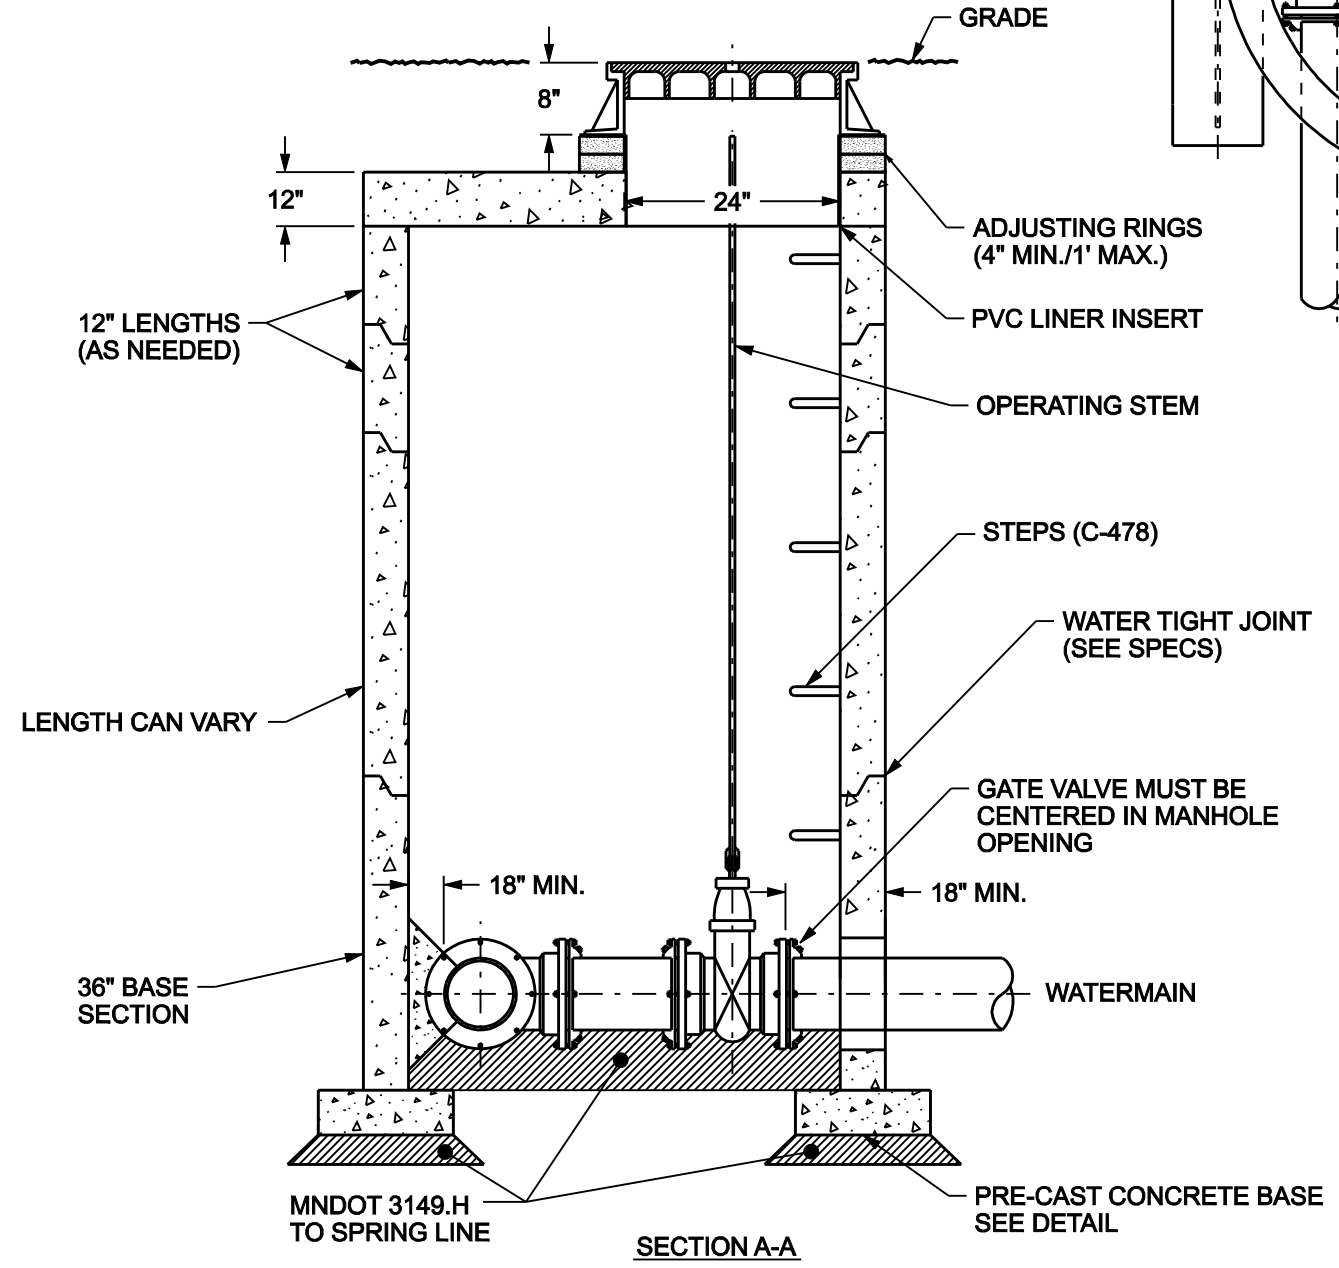 GRADE
8"
12"
24"
ADJUSTING RINGS
(4" MIN./1' MAX.)
12" LENGTHS
(AS NEEDED)
PVC LINER INSERT
OPERATING STEM
STEPS (C-478)
WATER TIGHT JOINT
(SEE SPECS)
LENGTH CAN VARY
GATE VALVE MUST BE
CENTERED IN MANHOLE
OPENING
18" MIN.
18" MIN.
36" BASE
SECTION
WATERMAIN
MNDOT 3149.H
TO SPRING LINE
PRE-CAST CONCRETE BASE
SEE DETAIL
SECTION A-A